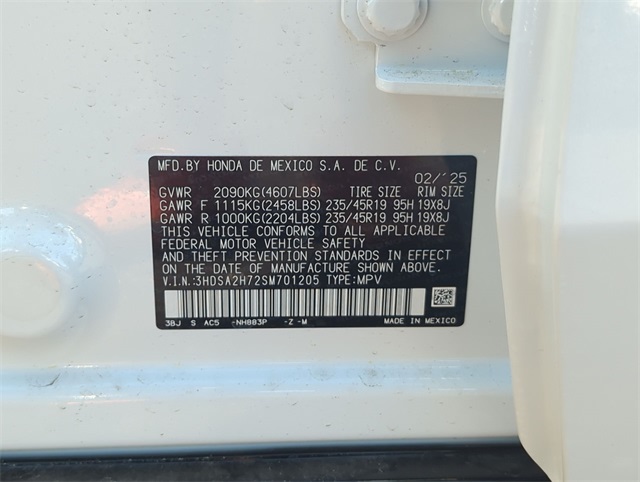 MFD.BY HONDA DE MEXICO S.A. DE C.V.
02/'25
GVWR 2090KG(4607LBS) TIRE SIZE RIM SIZE
GAWR F 1115KG(2458LBS) 235/45R19 95H 19X8J
GAWR R 1000KG(2204LBS) 235/45R19 95H 19X8J
THIS VEHICLE CONFORMS TO ALL APPLICABLE
FEDERAL MOTOR VEHICLE SAFETY
AND THEFT PREVENTION STANDARDS IN EFFECT
ON THE DATE OF MANUFACTURE SHOWN ABOVE.
V.I.N.:3HDSA2H72SM701205 TYPE:MPV
3BJ S AC5 -NH883P -Z -M MADE IN MEXICO